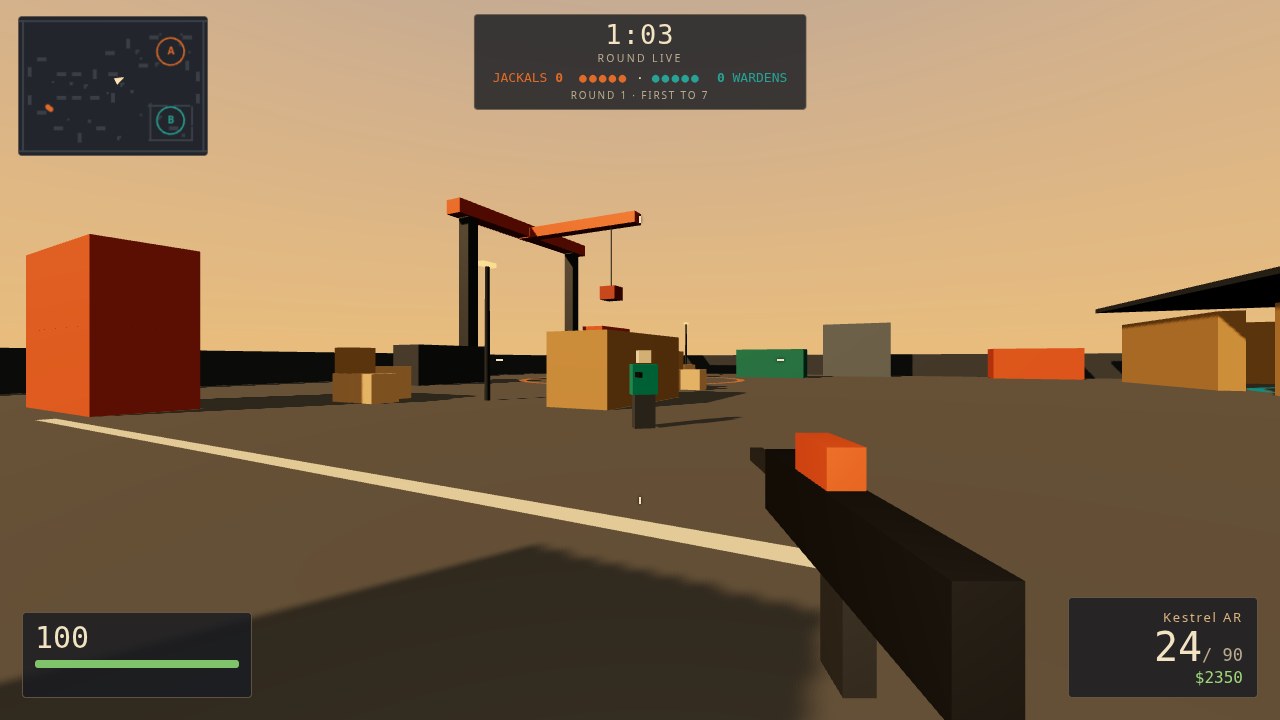 A
B
1:03
ROUND LIVE
JACKALS 0 ●●●●● · ●●●●● 0 WARDENS
ROUND 1 · FIRST TO 7
100
Kestrel AR
24/ 90
$2350